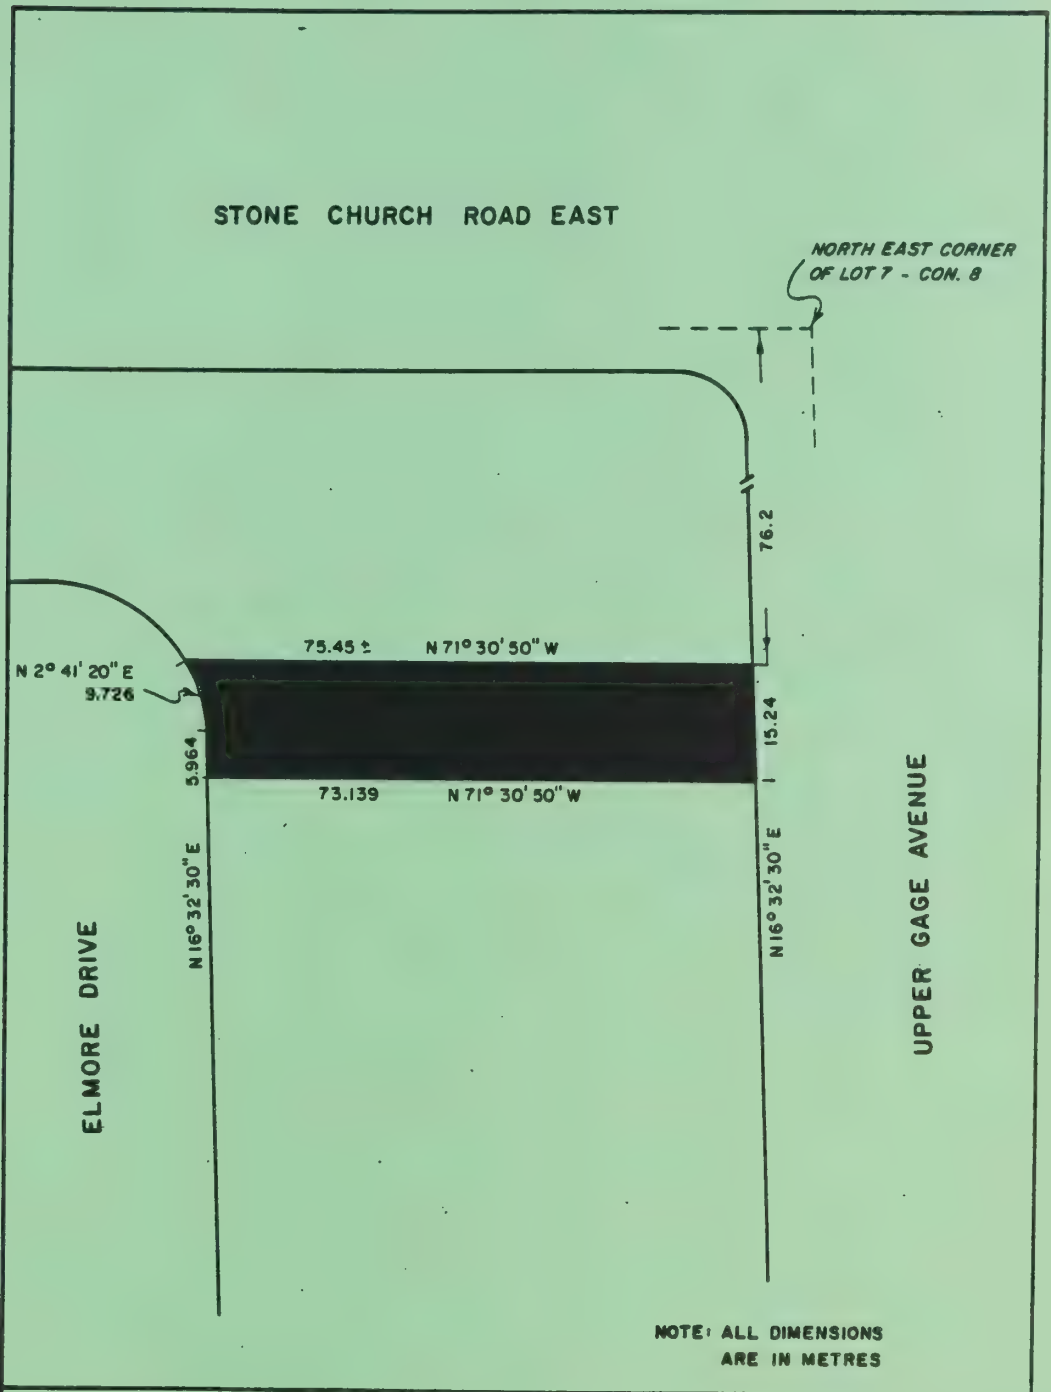 STONE CHURCH ROAD EAST
NORTH EAST CORNER
OF LOT 7 - CON. 8
76.2
75.45 ± N 71° 30' 50" W
N 2° 41' 20" E
9.726
15.24
5.964
73.139 N 71° 30' 50" W
N 16° 32' 30" E
N 16° 32' 30" E
ELMORE DRIVE
UPPER GAGE AVENUE
NOTE: ALL DIMENSIONS
ARE IN METRES